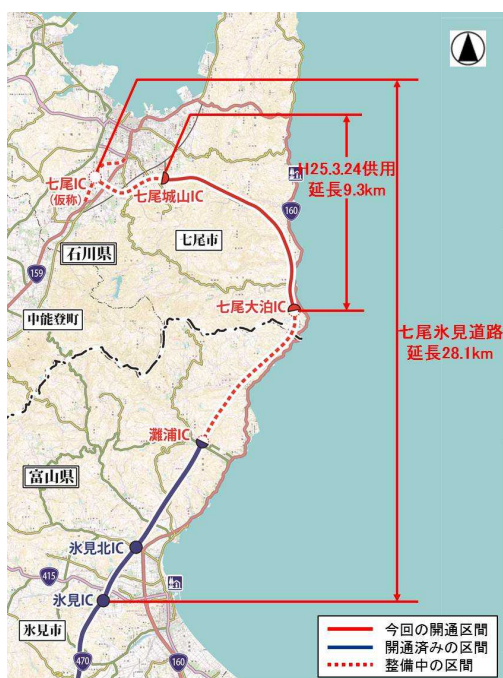 七尾IC
(仮称)
七尾城山IC
H25.3.24供用
延長9.3km
160
七尾市
石川県
159
中能登町
七尾大泊IC
七尾氷見道路
延長28.1km
灘浦IC
富山県
氷見北IC
415
氷見IC
氷見市
470
160
今回の開通区間
開通済みの区間
整備中の区間